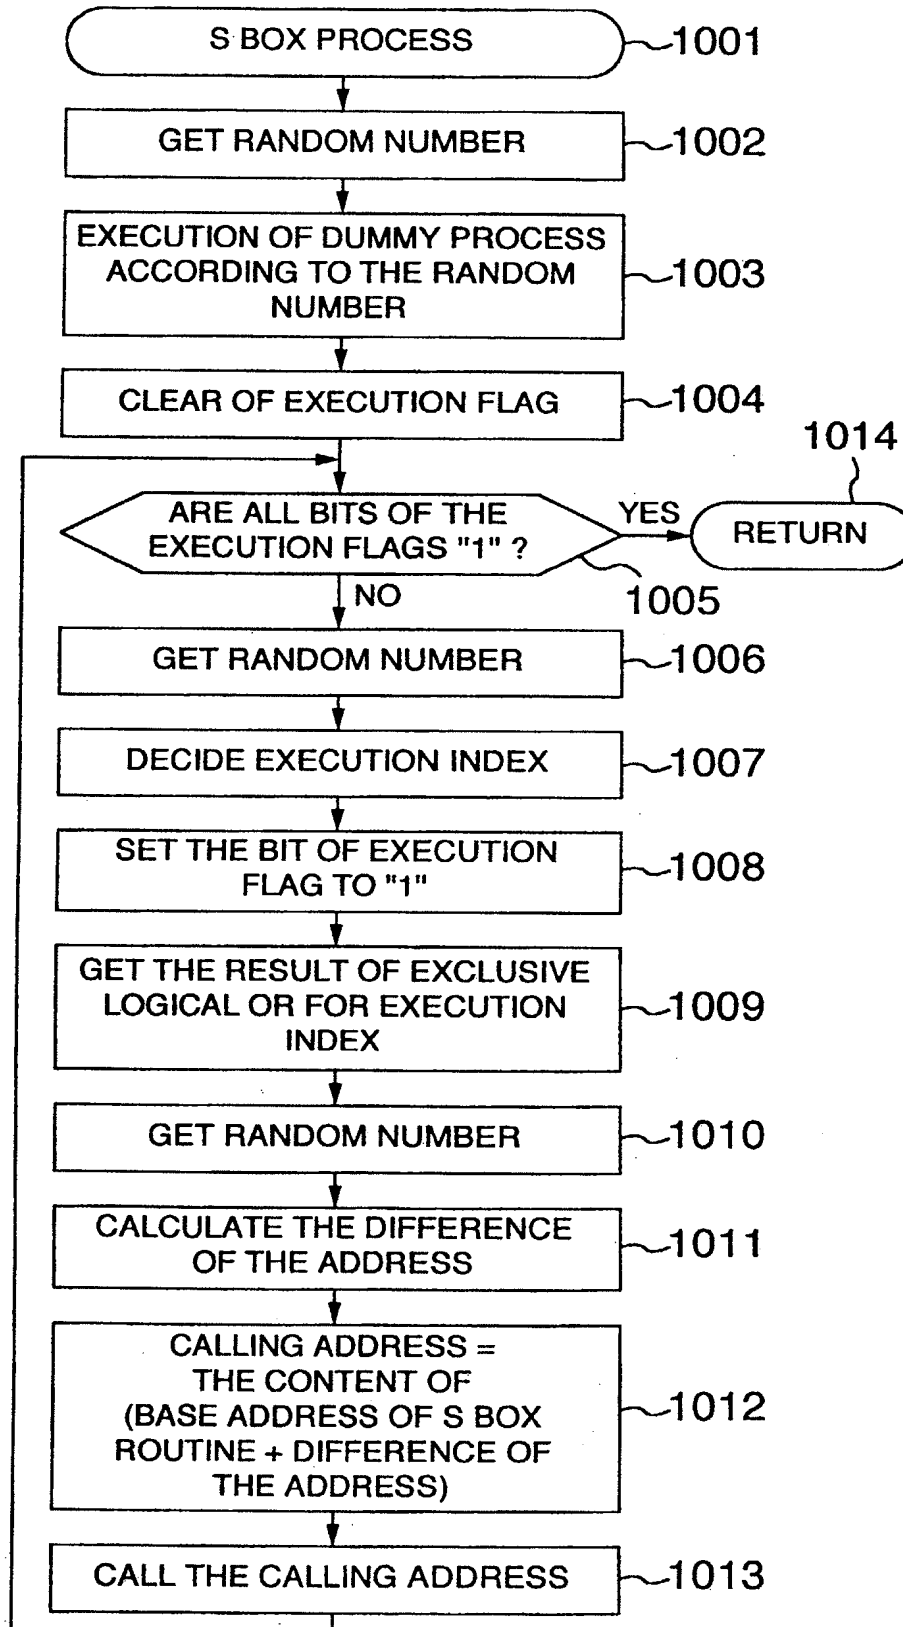 S BOX PROCESS
1001
GET RANDOM NUMBER
1002
EXECUTION OF DUMMY PROCESS
ACCORDING TO THE RANDOM
NUMBER
1003
CLEAR OF EXECUTION FLAG
1004
1014
ARE ALL BITS OF THE
EXECUTION FLAGS "1" ?
YES
RETURN
1005
NO
GET RANDOM NUMBER
1006
DECIDE EXECUTION INDEX
1007
SET THE BIT OF EXECUTION
FLAG TO "1"
1008
GET THE RESULT OF EXCLUSIVE
LOGICAL OR FOR EXECUTION
INDEX
1009
GET RANDOM NUMBER
1010
CALCULATE THE DIFFERENCE
OF THE ADDRESS
1011
CALLING ADDRESS =
THE CONTENT OF
(BASE ADDRESS OF S BOX
ROUTINE + DIFFERENCE OF
THE ADDRESS)
1012
CALL THE CALLING ADDRESS
1013